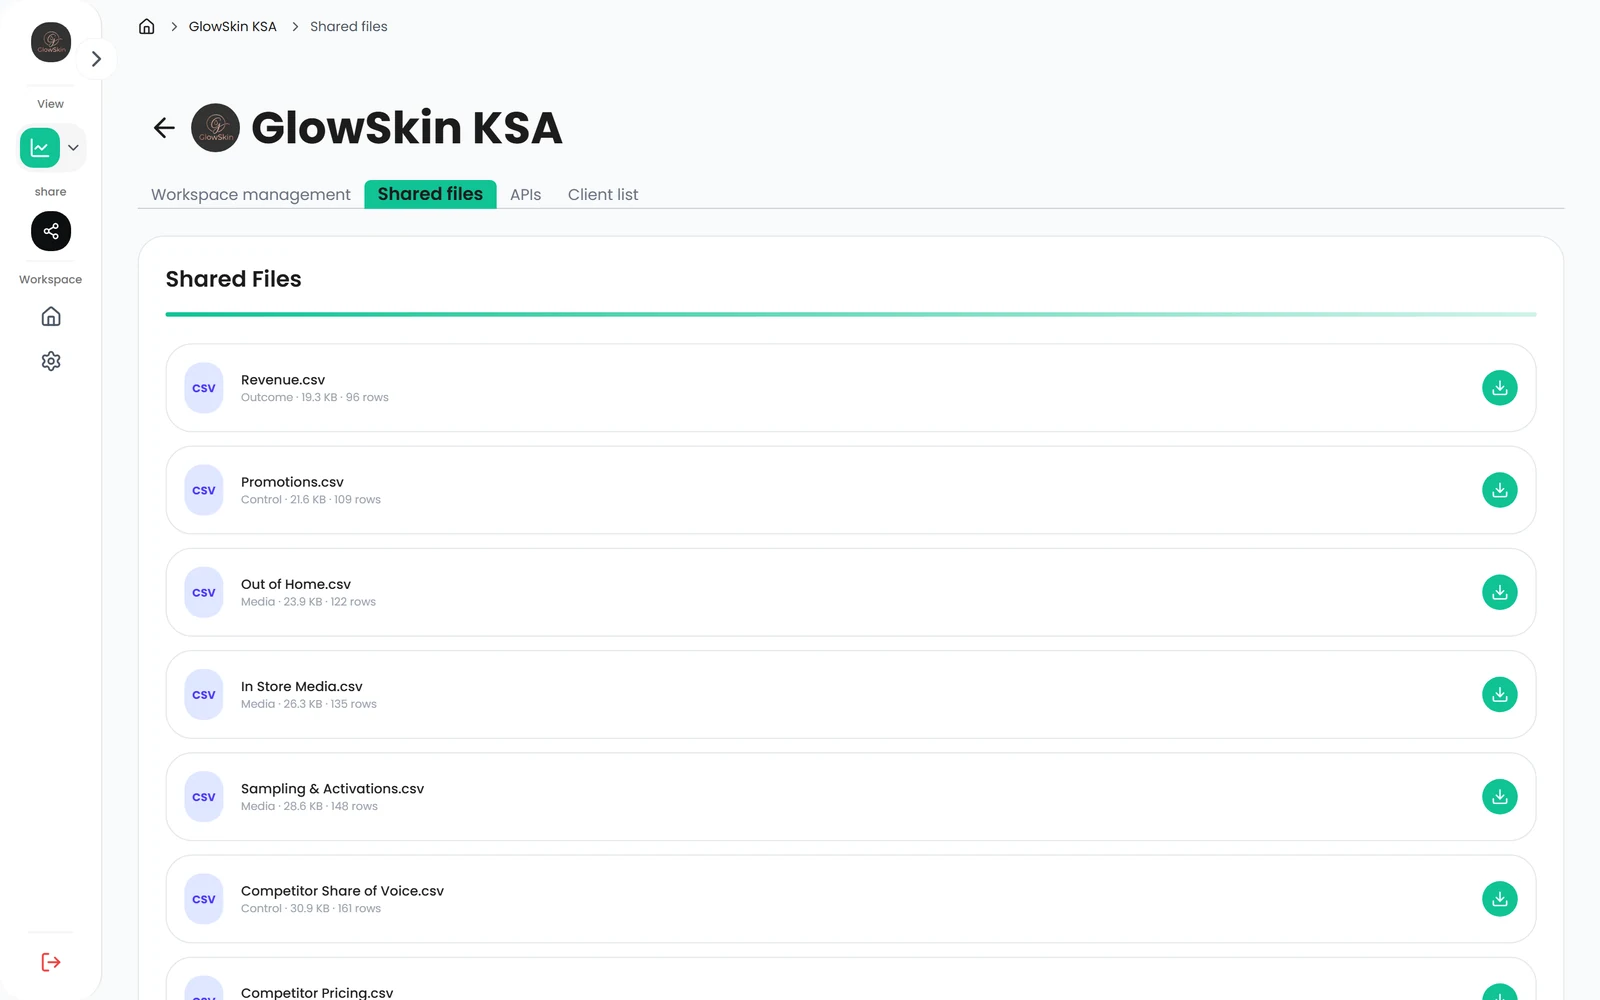 GlowSkin KSA
Shared files
GlowSkin
View
share
Workspace
GlowSkin
GlowSkin KSA
Workspace management
Shared files
APIs
Client list
Shared Files
CSV
Revenue.csv
Outcome · 19.3 KB · 96 rows
CSV
Promotions.csv
Control · 21.6 KB · 109 rows
CSV
Out of Home.csv
Media · 23.9 KB · 122 rows
CSV
In Store Media.csv
Media · 26.3 KB · 135 rows
CSV
Sampling & Activations.csv
Media · 28.6 KB · 148 rows
CSV
Competitor Share of Voice.csv
Control · 30.9 KB · 161 rows
CSV
Competitor Pricing.csv